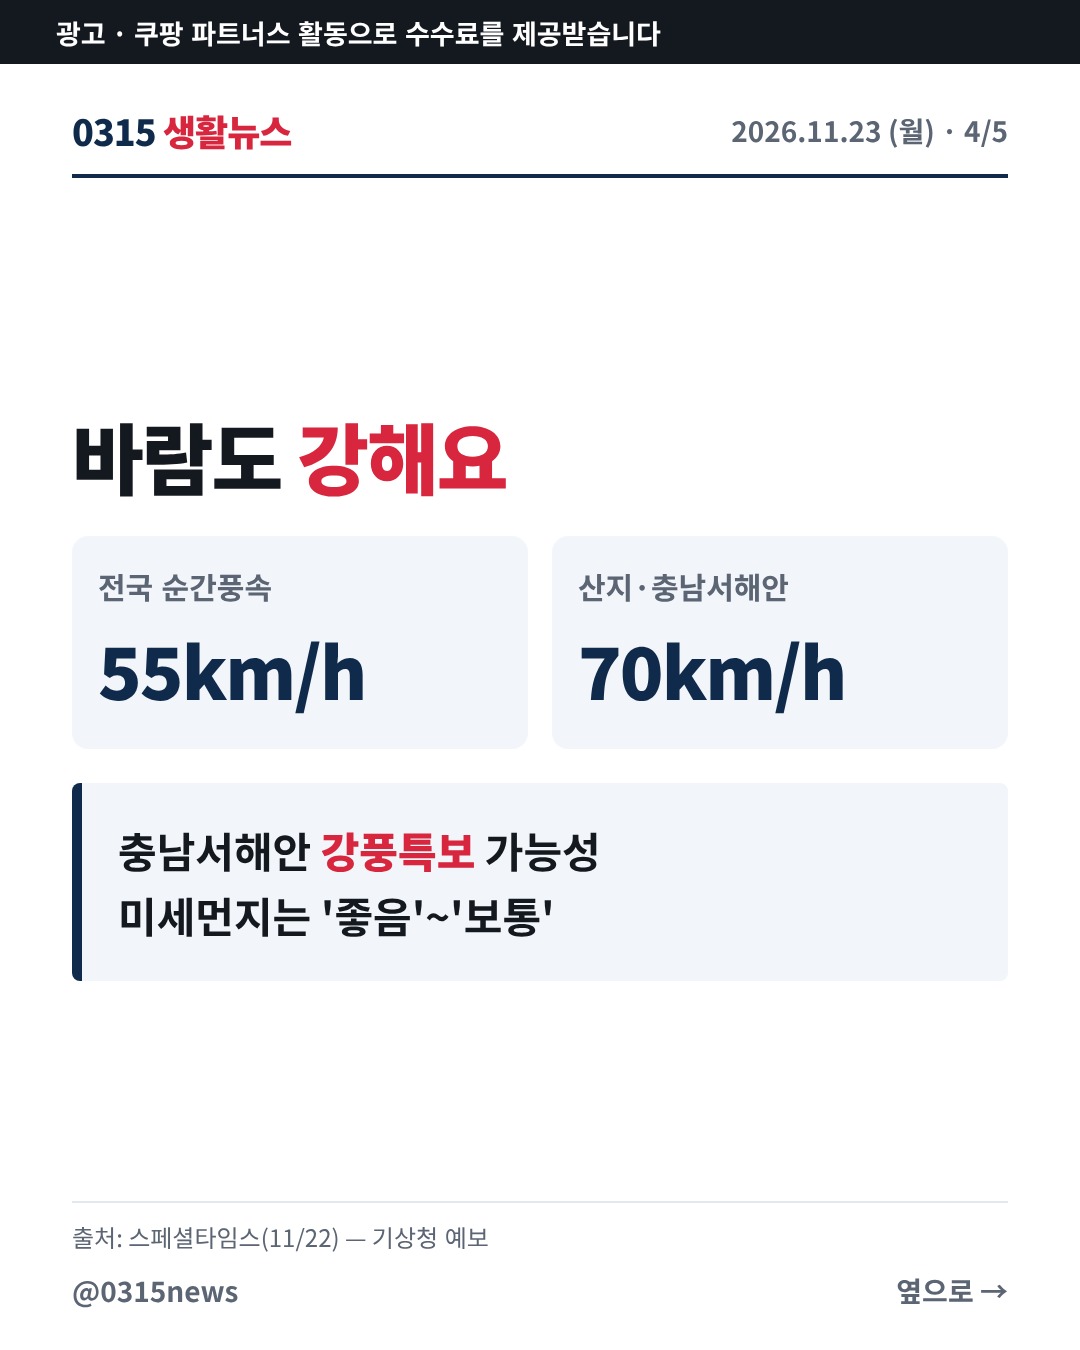 광고 · 쿠팡 파트너스 활동으로 수수료를 제공받습니다
0315 생활뉴스
2026.11.23 (월) · 4/5
바람도 강해요
전국 순간풍속
55km/h
산지·충남서해안
70km/h
충남서해안 강풍특보 가능성
미세먼지는 '좋음'~'보통'
출처: 스페셜타임스(11/22) — 기상청 예보
@0315news
옆으로 →